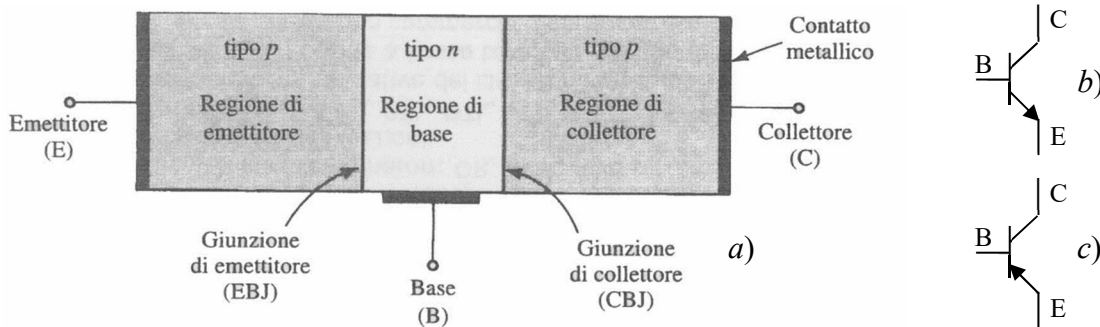 tipo p
tipo n
tipo p
Contatto
metallico
Regione di
emettitore
Regione di
base
Regione di
collettore
Emettitore
(E)
Collettore
(C)
Giunzione
di emettitore
(EBJ)
Base
(B)
Giunzione
di collettore
(CBJ)
a)
C
B
b)
E
C
B
c)
E